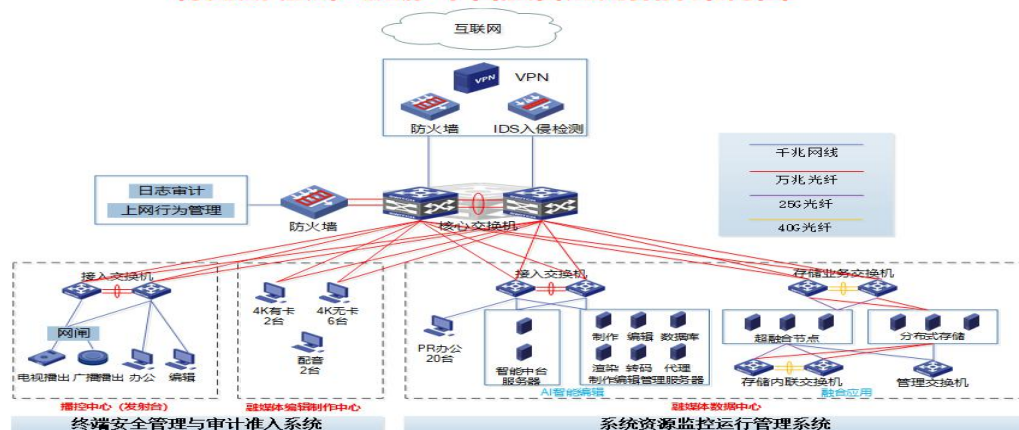 互联网
VPN
VPN
防火墙
IDS入侵检测
千兆网线
万兆光纤
25G光纤
40G光纤
日志审计
上网行为管理
防火墙
核心交换机
接入交换机
网闸
电视播出
广播播出
办公
编辑
播控中心（发射台）
4K有卡
2台
4K无卡
6台
配音
2台
融媒体编辑制作中心
接入交换机
存储业务交换机
PR办公
20台
智能中台
服务器
制作
编辑
数据库
渲染
转码
代理
制作编辑管理服务器
AI智能编辑
超融合节点
分布式存储
存储内联交换机
管理交换机
融合应用
融媒体数据中心
终端安全管理与审计准入系统
系统资源监控运行管理系统